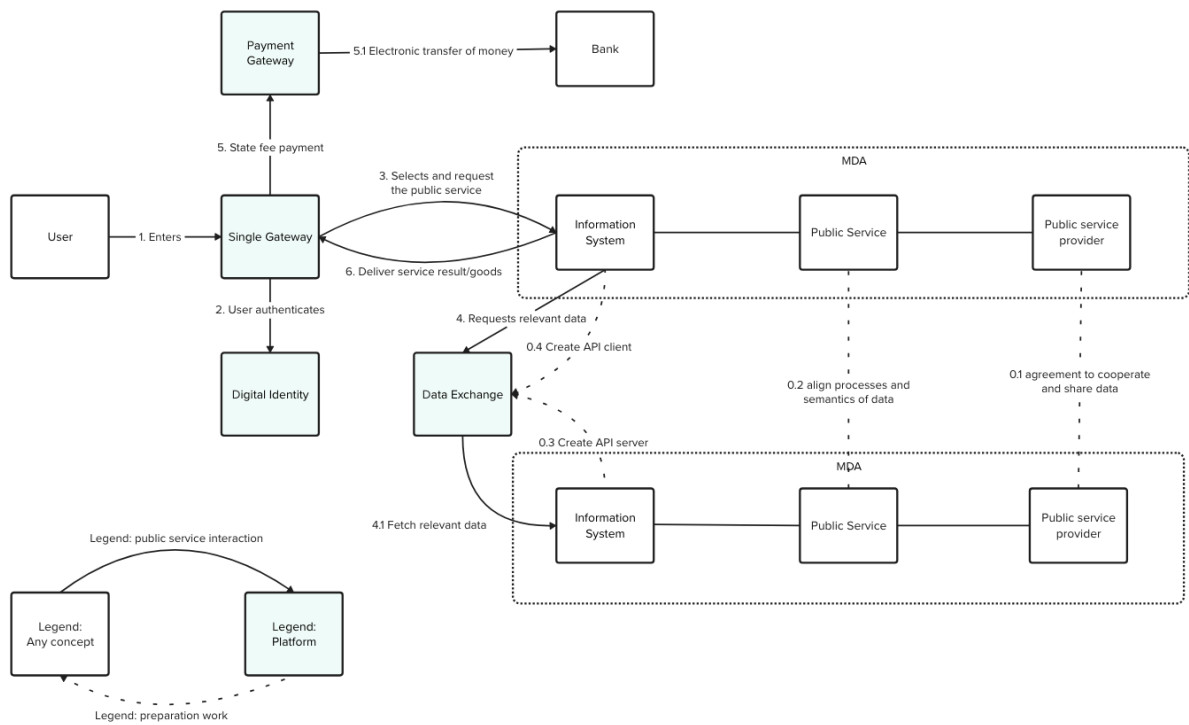 Payment
Gateway
5.1 Electronic transfer of money
Bank
5. State fee payment
MDA
3. Selects and request
the public service
User
1. Enters
Single Gateway
Information
System
Public Service
Public service
provider
6. Deliver service result/goods
2. User authenticates
4. Requests relevant data
0.4 Create API client
Digital Identity
Data Exchange
0.2 align processes and
semantics of data
0.1 agreement to cooperate
and share data
0.3 Create API server
MDA
4.1 Fetch relevant data
Information
System
Public Service
Public service
provider
Legend: public service interaction
Legend:
Any concept
Legend:
Platform
Legend: preparation work